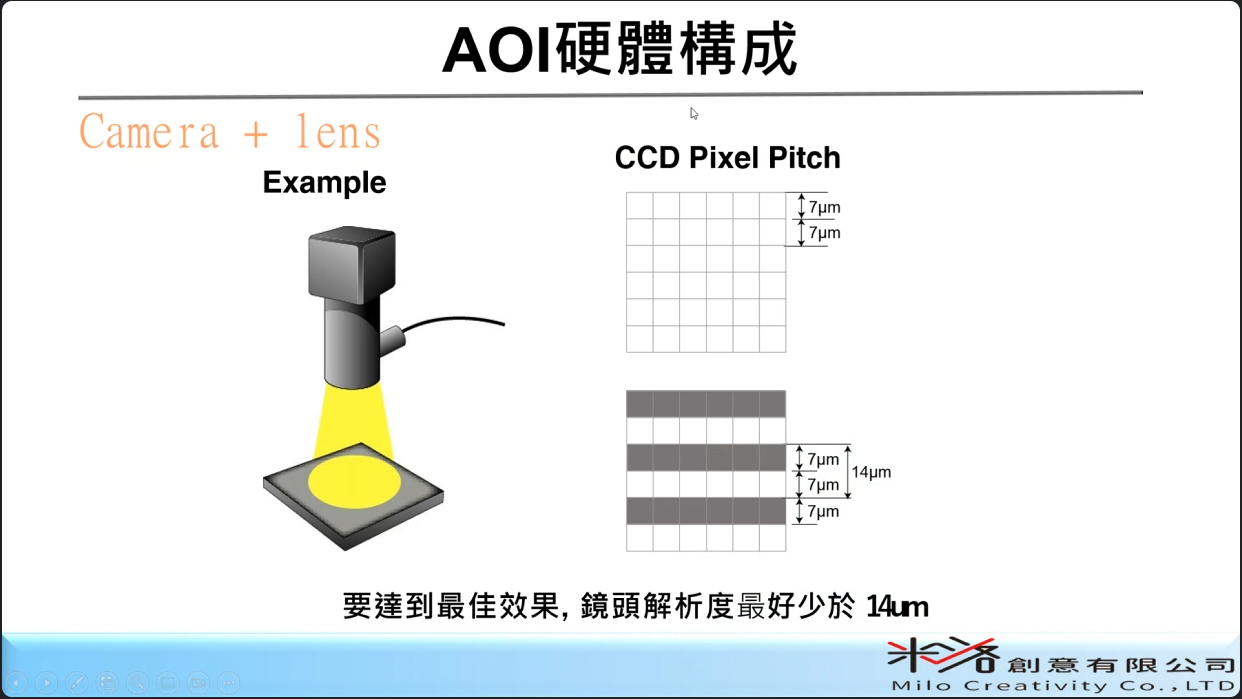 AOI硬體構成
Camera + lens
Example
CCD Pixel Pitch
7μm
7μm
7μm
14μm
7μm
7μm
要達到最佳效果, 鏡頭解析度最好少於 14um
米洛創意有限公司
Milo Creativity Co.,LTD